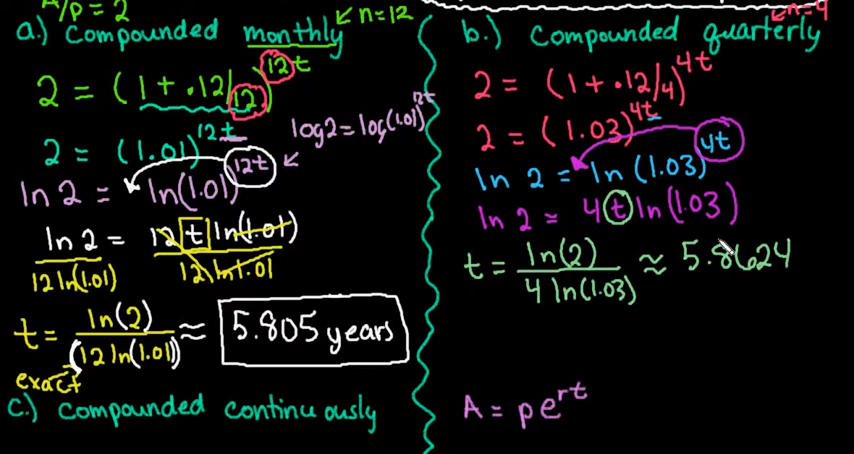 A/P = 2
a.) Compounded monthly
n=12
2 = (1 + .12/12)^12t
2 = (1.01)^12t
log2 = log(1.01)^12t
ln 2 = ln(1.01)^12t
ln 2 = 12 t ln(1.01)
12 ln(1.01) 12 ln 1.01
t = ln(2) / (12 ln(1.01)) ≈ 5.805 years
exact
c.) Compounded continuously
n=4
b.) Compounded quarterly
2 = (1 + .12/4)^4t
2 = (1.03)^4t
ln 2 = ln(1.03)^4t
ln 2 = 4 t ln(1.03)
t = ln(2) / 4 ln(1.03) ≈ 5.8624
A = pe^rt